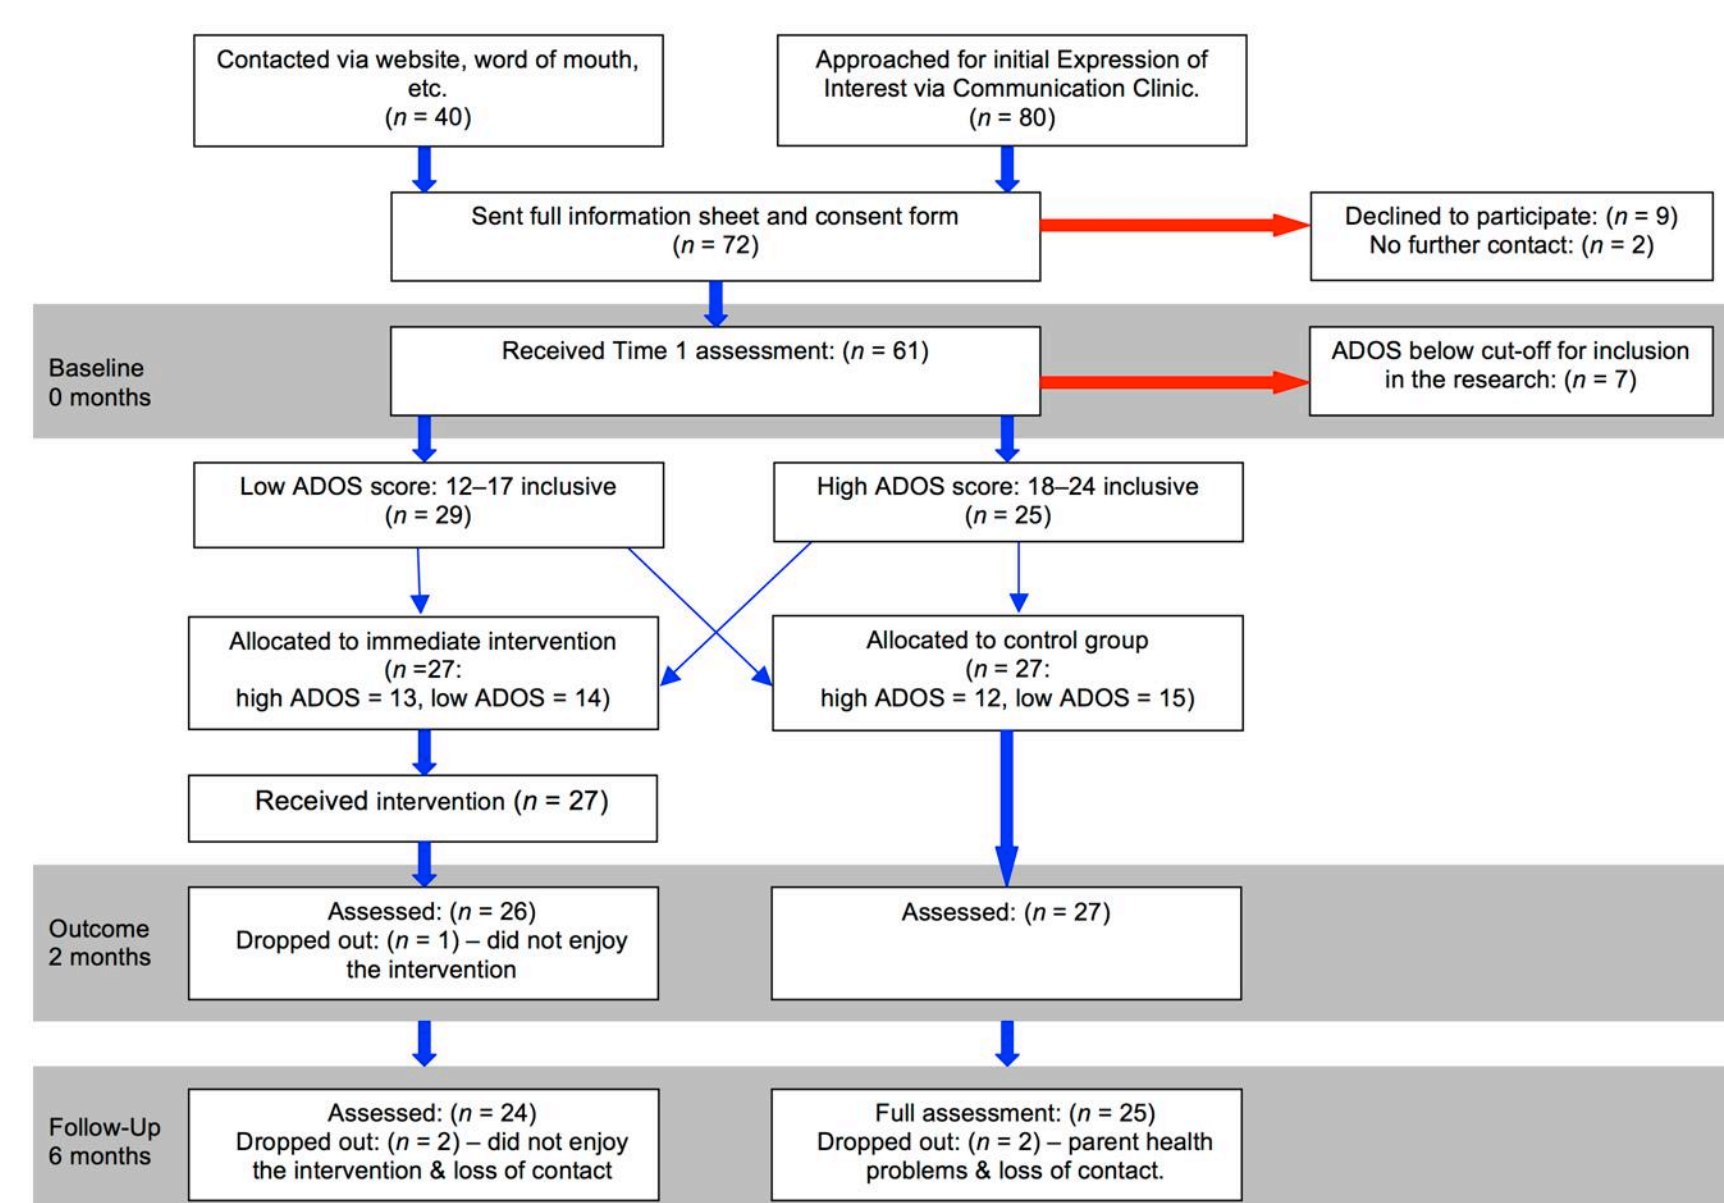 Contacted via website, word of mouth,
etc.
(n = 40)
Approached for initial Expression of
Interest via Communication Clinic.
(n = 80)
Sent full information sheet and consent form
(n = 72)
Declined to participate: (n = 9)
No further contact: (n = 2)
Baseline
0 months
Received Time 1 assessment: (n = 61)
ADOS below cut-off for inclusion
in the research: (n = 7)
Low ADOS score: 12–17 inclusive
(n = 29)
High ADOS score: 18–24 inclusive
(n = 25)
Allocated to immediate intervention
(n =27:
high ADOS = 13, low ADOS = 14)
Allocated to control group
(n = 27:
high ADOS = 12, low ADOS = 15)
Received intervention (n = 27)
Outcome
2 months
Assessed: (n = 26)
Dropped out: (n = 1) – did not enjoy
the intervention
Assessed: (n = 27)
Follow-Up
6 months
Assessed: (n = 24)
Dropped out: (n = 2) – did not enjoy
the intervention & loss of contact
Full assessment: (n = 25)
Dropped out: (n = 2) – parent health
problems & loss of contact.